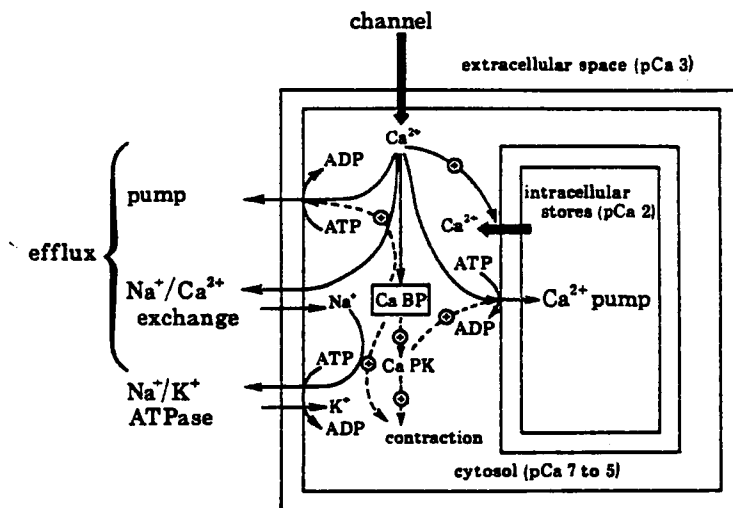 channel
extracellular space (pCa 3)
Ca²⁺
ADP
pump
ATP
intracellular
stores (pCa 2)
Ca²⁺
efflux
ATP
Na⁺/Ca²⁺
exchange
Na⁺
Ca BP
Ca²⁺ pump
ADP
ATP
Ca PK
Na⁺/K⁺
ATPase
K⁺
ADP
contraction
cytosol (pCa 7 to 5)